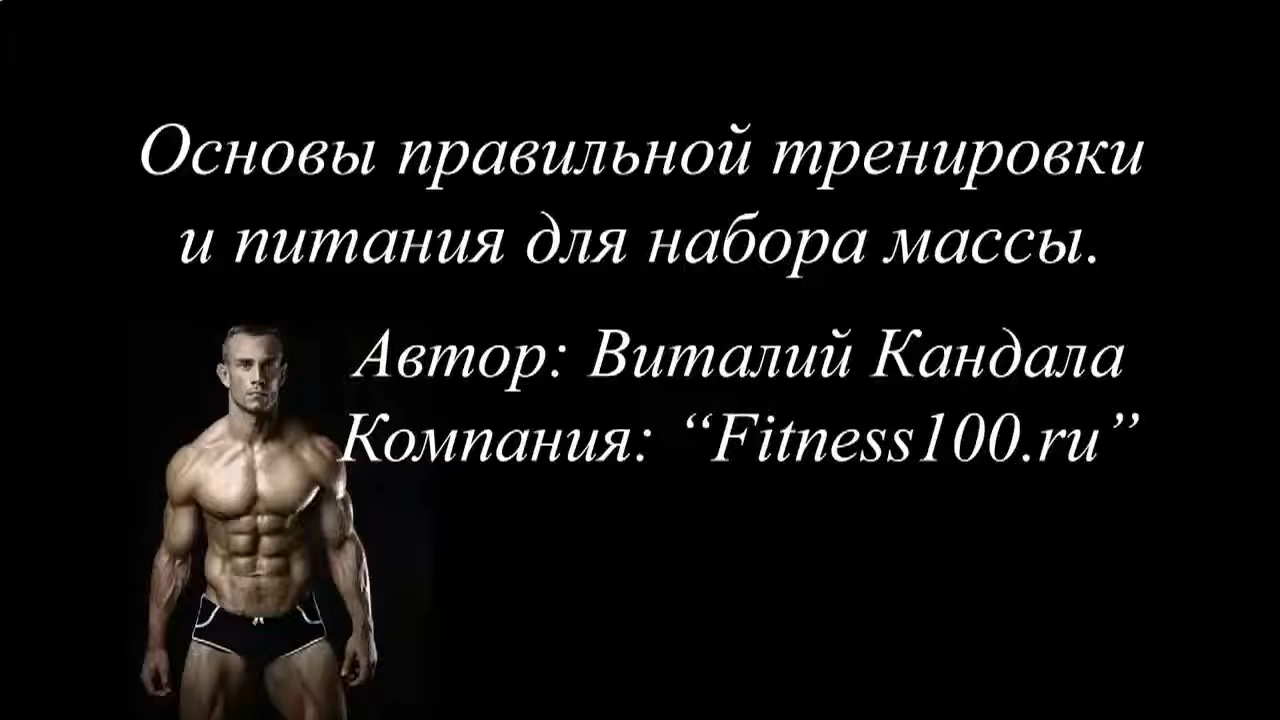 Основы правильной тренировки
и питания для набора массы.
Автор: Виталий Кандала
Компания: “Fitness100.ru”